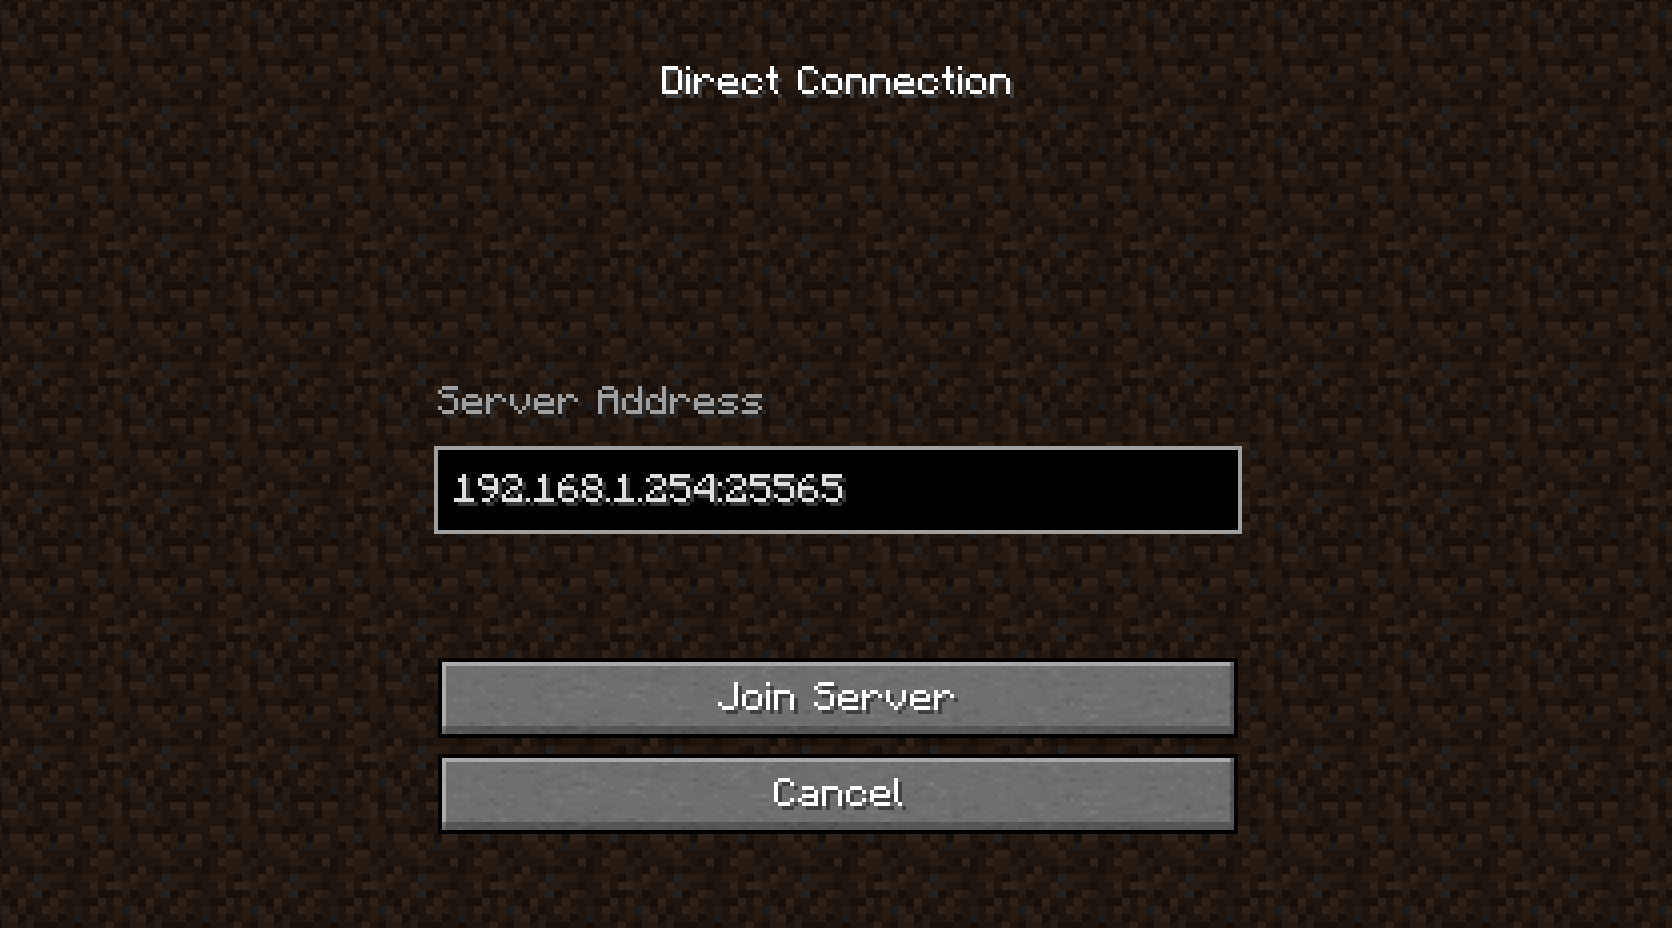 Direct Connection
Server Address
192.168.1.254:25565
Join Server
Cancel